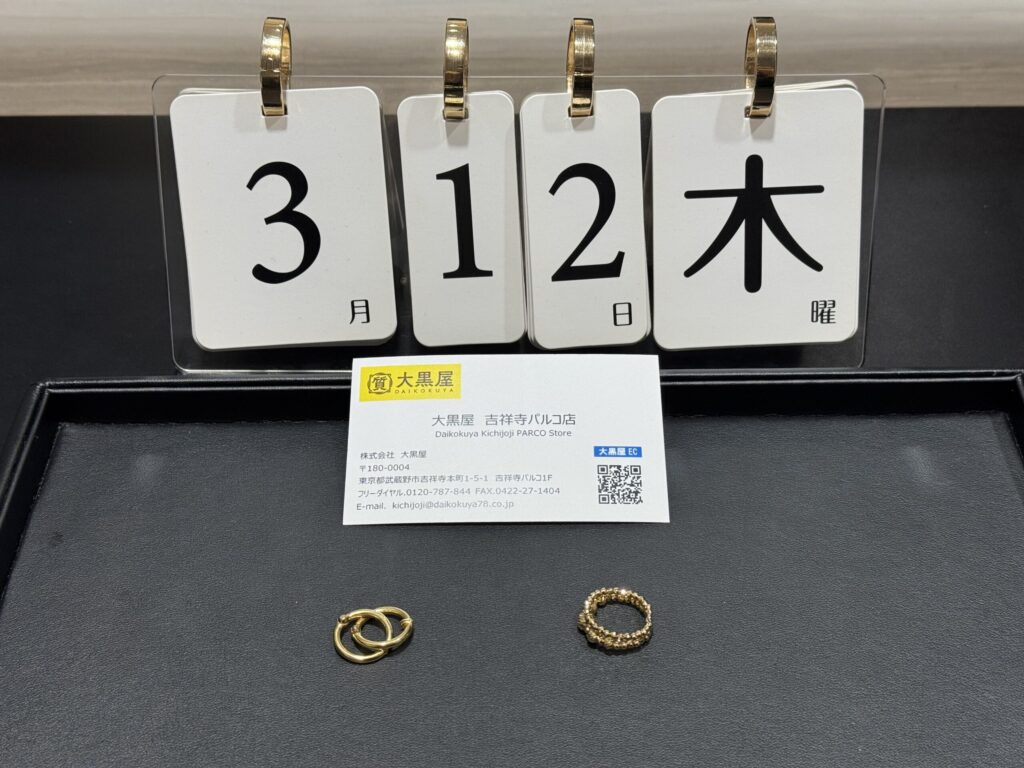 3
月
1
2
日
木
曜
質 大黒屋
DAIKOKUYA
大黒屋 吉祥寺パルコ店
Daikokuya Kichijoji PARCO Store
株式会社 大黒屋
〒180-0004
東京都武蔵野市吉祥寺本町1-5-1 吉祥寺パルコ1F
フリーダイヤル.0120-787-844 FAX.0422-27-1404
E-mail. kichijoji@daikokuya78.co.jp
大黒屋 EC